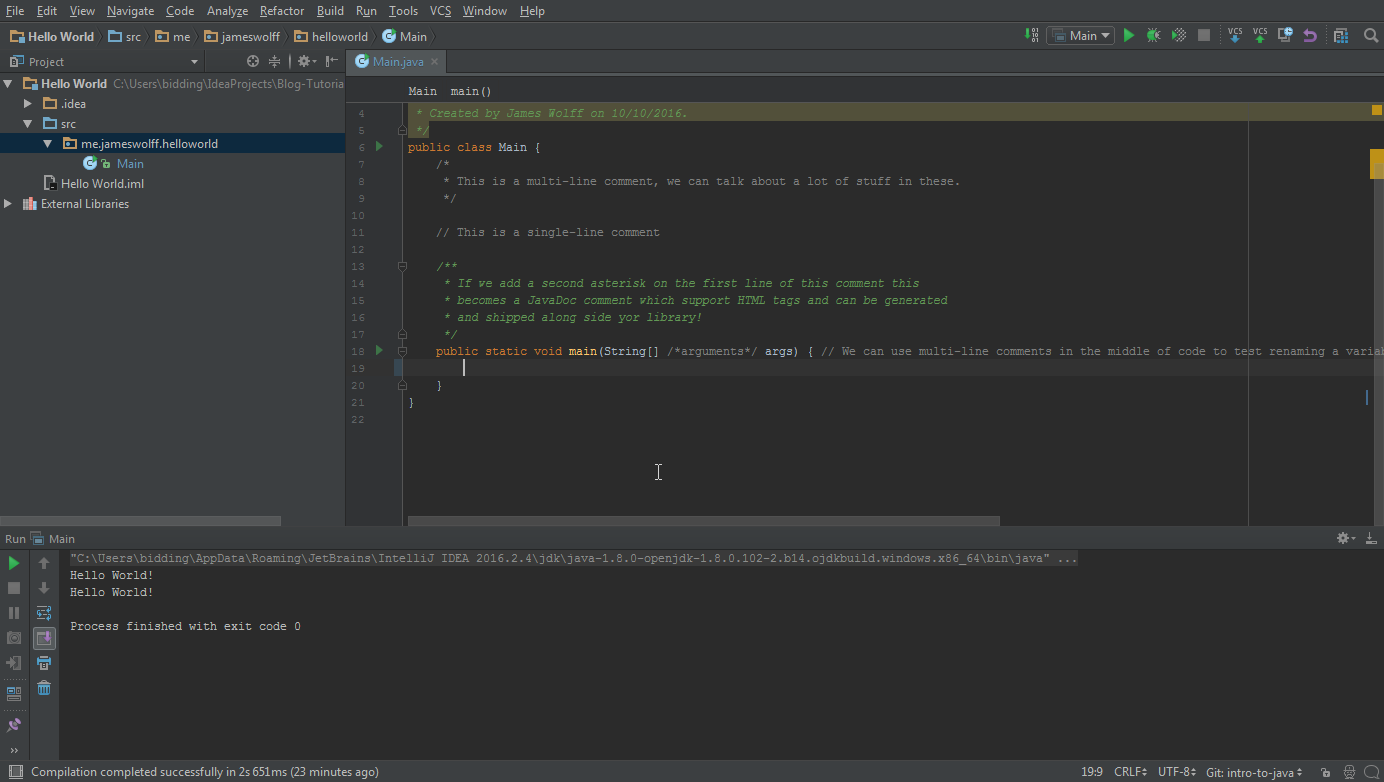 File Edit View Navigate Code Analyze Refactor Build Run Tools VCS Window Help
Hello World src me jameswolff helloworld Main
Main
VCS VCS
Project
Main.java
Hello World C:\Users\bidding\IdeaProjects\Blog-Tutoria
.idea
src
me.jameswolff.helloworld
Main
Hello World.iml
External Libraries
Main main()
4 * Created by James Wolff on 10/10/2016.
5 */
6 public class Main {
7 /*
8 * This is a multi-line comment, we can talk about a lot of stuff in these.
9 */
10
11 // This is a single-line comment
12
13 /**
14 * If we add a second asterisk on the first line of this comment this
15 * becomes a JavaDoc comment which support HTML tags and can be generated
16 * and shipped along side yor library!
17 */
18 public static void main(String[] /*arguments*/ args) { // We can use multi-line comments in the middle of code to test renaming a variab
19
20 }
21 }
22
Run Main
"C:\Users\bidding\AppData\Roaming\JetBrains\IntelliJ IDEA 2016.2.4\jdk\java-1.8.0-openjdk-1.8.0.102-2.b14.ojdkbuild.windows.x86_64\bin\java" ...
Hello World!
Hello World!
Process finished with exit code 0
Compilation completed successfully in 2s 651ms (23 minutes ago)
19:9 CRLF UTF-8 Git: intro-to-java